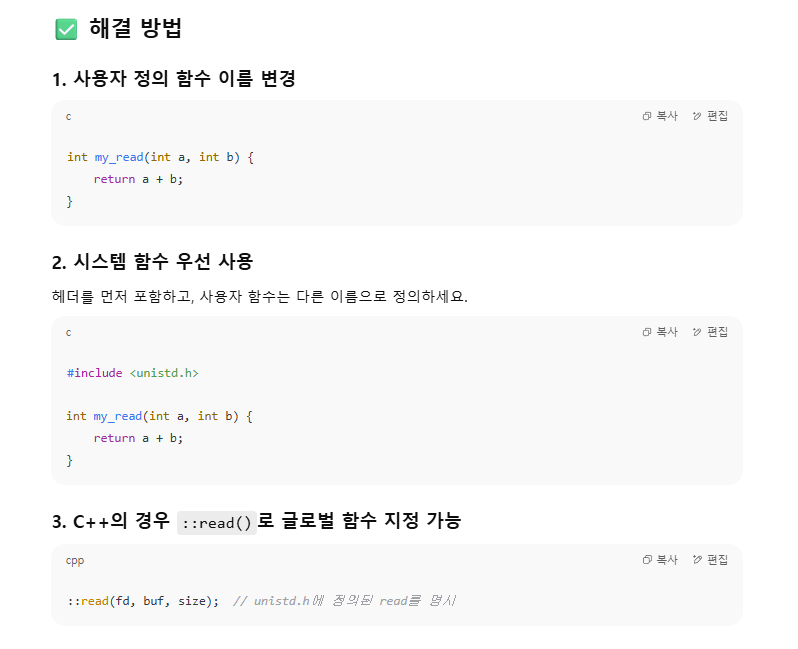 ✅ 해결 방법
1. 사용자 정의 함수 이름 변경
c 복사 편집
int my_read(int a, int b) {
    return a + b;
}
2. 시스템 함수 우선 사용
헤더를 먼저 포함하고, 사용자 함수는 다른 이름으로 정의하세요.
c 복사 편집
#include <unistd.h>
int my_read(int a, int b) {
    return a + b;
}
3. C++의 경우 ::read()로 글로벌 함수 지정 가능
cpp 복사 편집
::read(fd, buf, size);  // unistd.h에 정의된 read를 명시